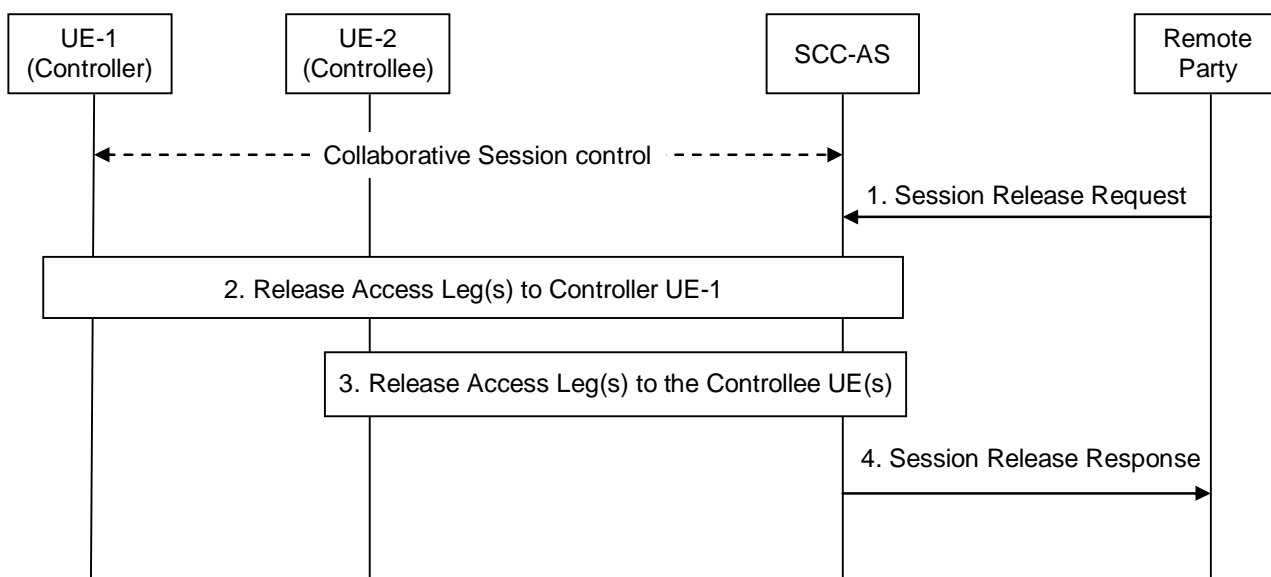 UE-1
(Controller)
UE-2
(Controllee)
SCC-AS
Remote
Party
Collaborative Session control
1. Session Release Request
2. Release Access Leg(s) to Controller UE-1
3. Release Access Leg(s) to the Controllee UE(s)
4. Session Release Response